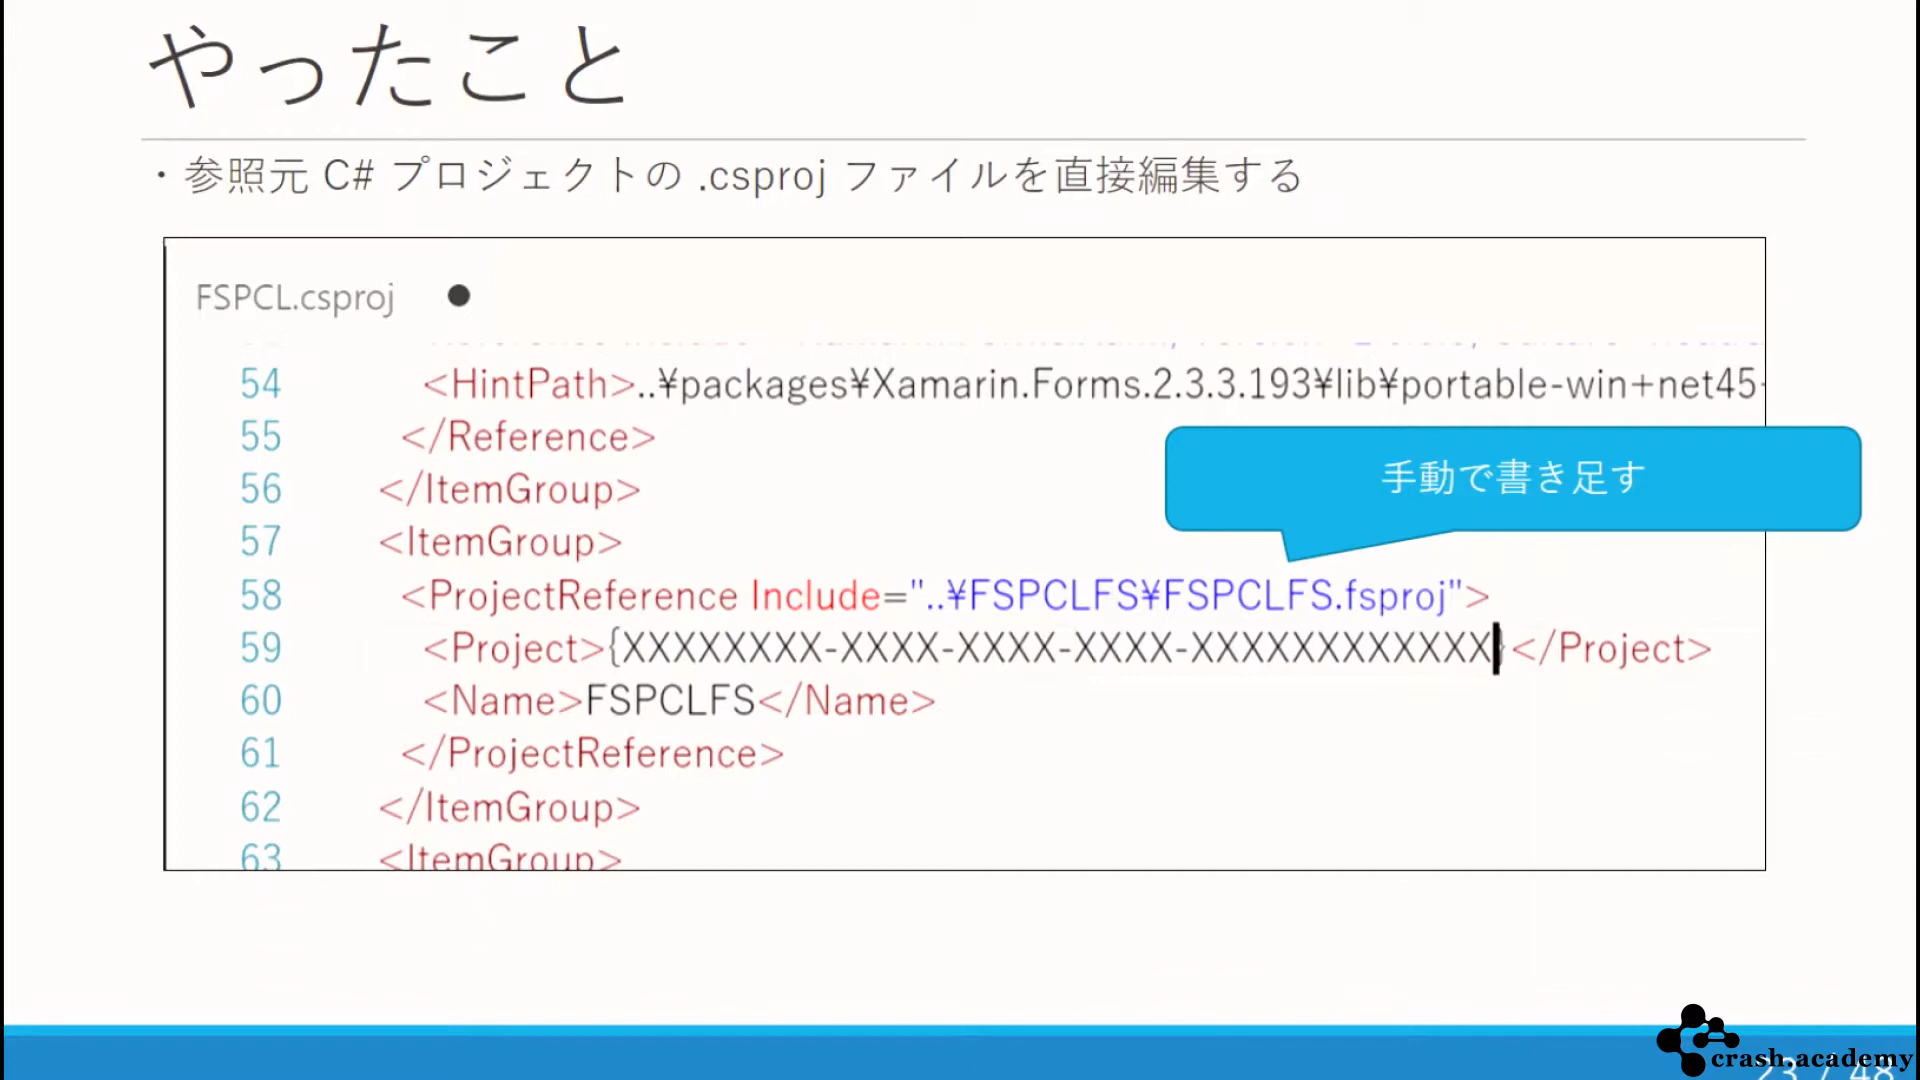 やったこと
・参照元 C# プロジェクトの .csproj ファイルを直接編集する
FSPCL.csproj ●
54 <HintPath>..¥packages¥Xamarin.Forms.2.3.3.193¥lib¥portable-win+net45
55 </Reference>
56 </ItemGroup>
手動で書き足す
57 <ItemGroup>
58 <ProjectReference Include="..¥FSPCLFS¥FSPCLFS.fsproj">
59 <Project>{XXXXXXXX-XXXX-XXXX-XXXX-XXXXXXXXXXXX}</Project>
60 <Name>FSPCLFS</Name>
61 </ProjectReference>
62 </ItemGroup>
63 <ItemGroup>
crash.academy
23 / 48